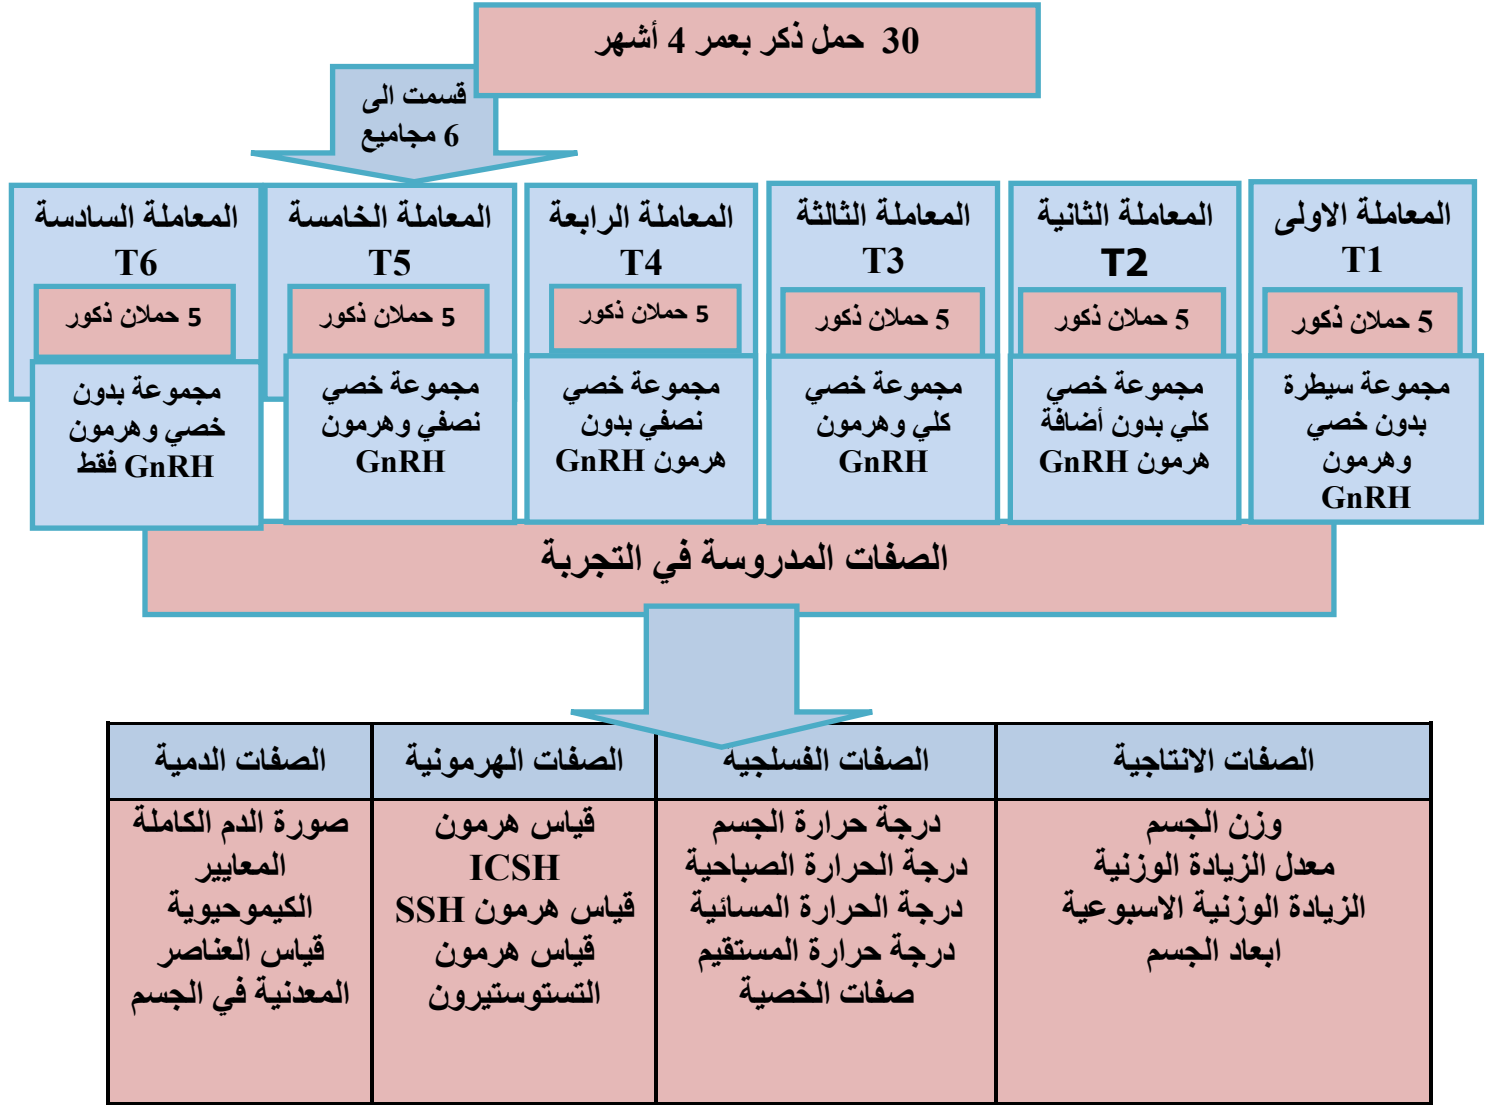 30 حمل ذكر بعمر 4 أشهر
قسمت الى
6 مجاميع
المعاملة الاولى
T1
5 حملان ذكور
مجموعة سيطرة
بدون خصي
وهرمون
GnRH
المعاملة الثانية
T2
5 حملان ذكور
مجموعة خصي
كلي بدون أضافة
هرمون GnRH
المعاملة الثالثة
T3
5 حملان ذكور
مجموعة خصي
كلي وهرمون
GnRH
المعاملة الرابعة
T4
5 حملان ذكور
مجموعة خصي
نصفي بدون
هرمون GnRH
المعاملة الخامسة
T5
5 حملان ذكور
مجموعة خصي
نصفي وهرمون
GnRH
المعاملة السادسة
T6
5 حملان ذكور
مجموعة بدون
خصي وهرمون
GnRH فقط
الصفات المدروسة في التجربة
الصفات الانتاجية
وزن الجسم
معدل الزيادة الوزنية
الزيادة الوزنية الاسبوعية
ابعاد الجسم
الصفات الفسلجيه
درجة حرارة الجسم
درجة الحرارة الصباحية
درجة الحرارة المسائية
درجة حرارة المستقيم
صفات الخصية
الصفات الهرمونية
قياس هرمون
ICSH
قياس هرمون SSH
قياس هرمون
التستوستيرون
الصفات الدمية
صورة الدم الكاملة
المعايير
الكيموحيوية
قياس العناصر
المعدنية في الجسم